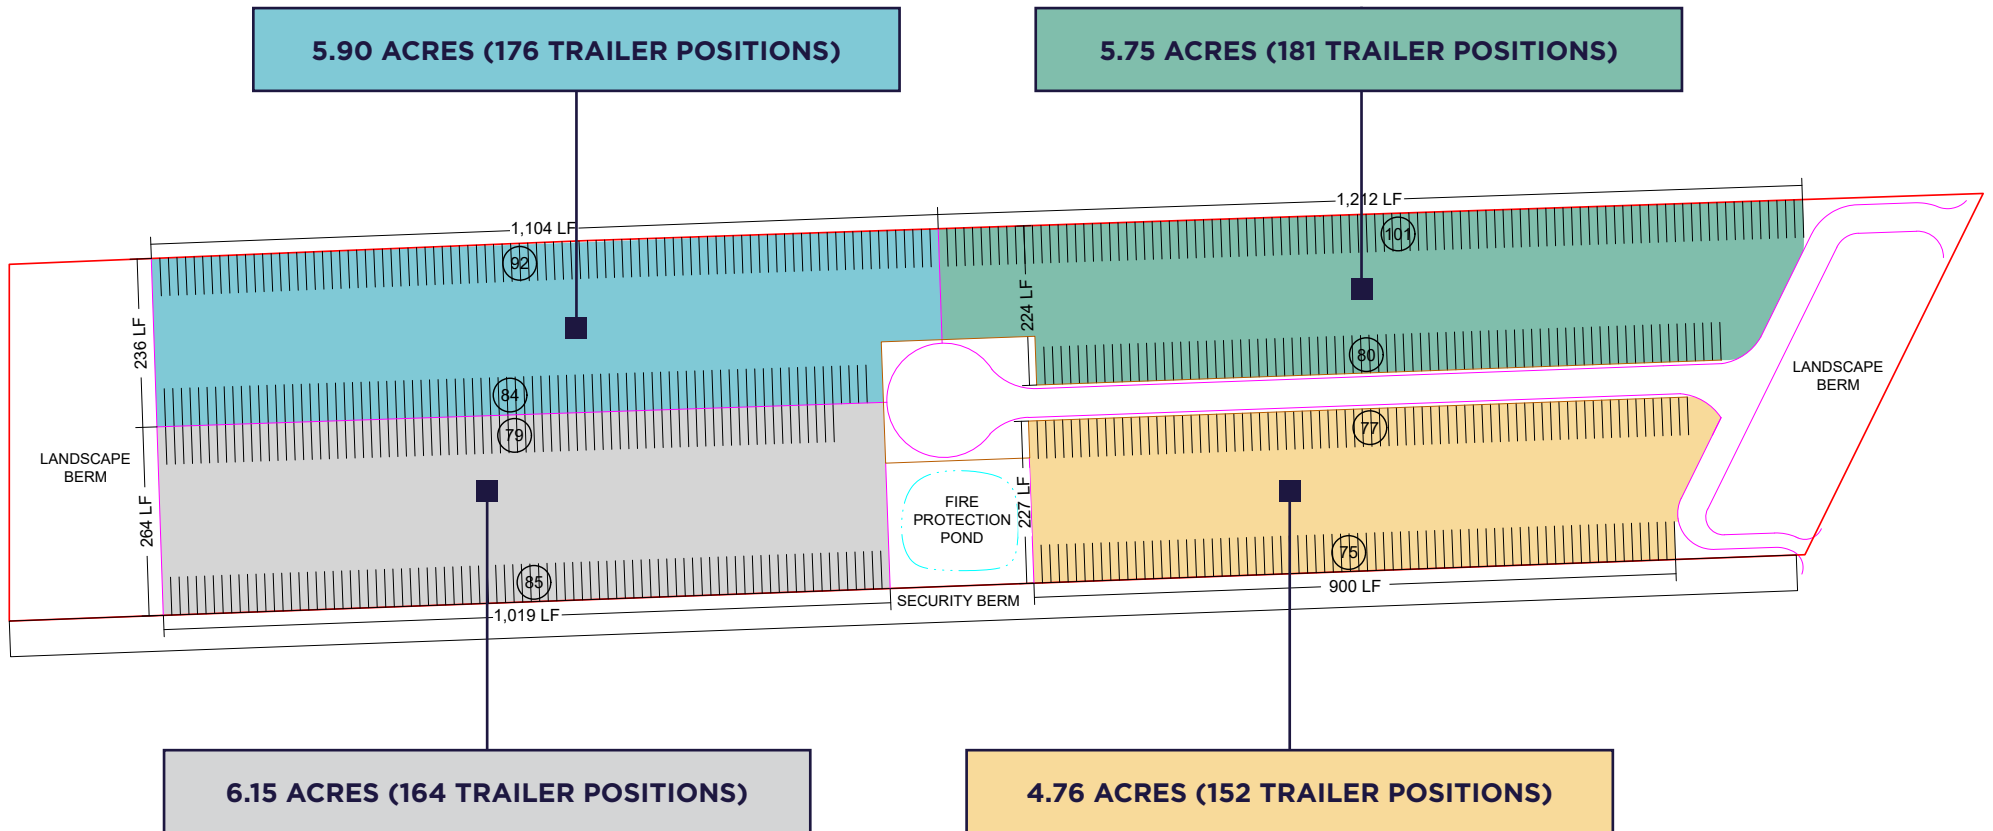 5.90 ACRES (176 TRAILER POSITIONS)
5.75 ACRES (181 TRAILER POSITIONS)
1,104 LF
1,212 LF
92
101
236 LF
224 LF
84
80
79
77
LANDSCAPE
BERM
LANDSCAPE
BERM
264 LF
FIRE
PROTECTION
POND
227 LF
85
75
1,019 LF
SECURITY BERM
900 LF
6.15 ACRES (164 TRAILER POSITIONS)
4.76 ACRES (152 TRAILER POSITIONS)